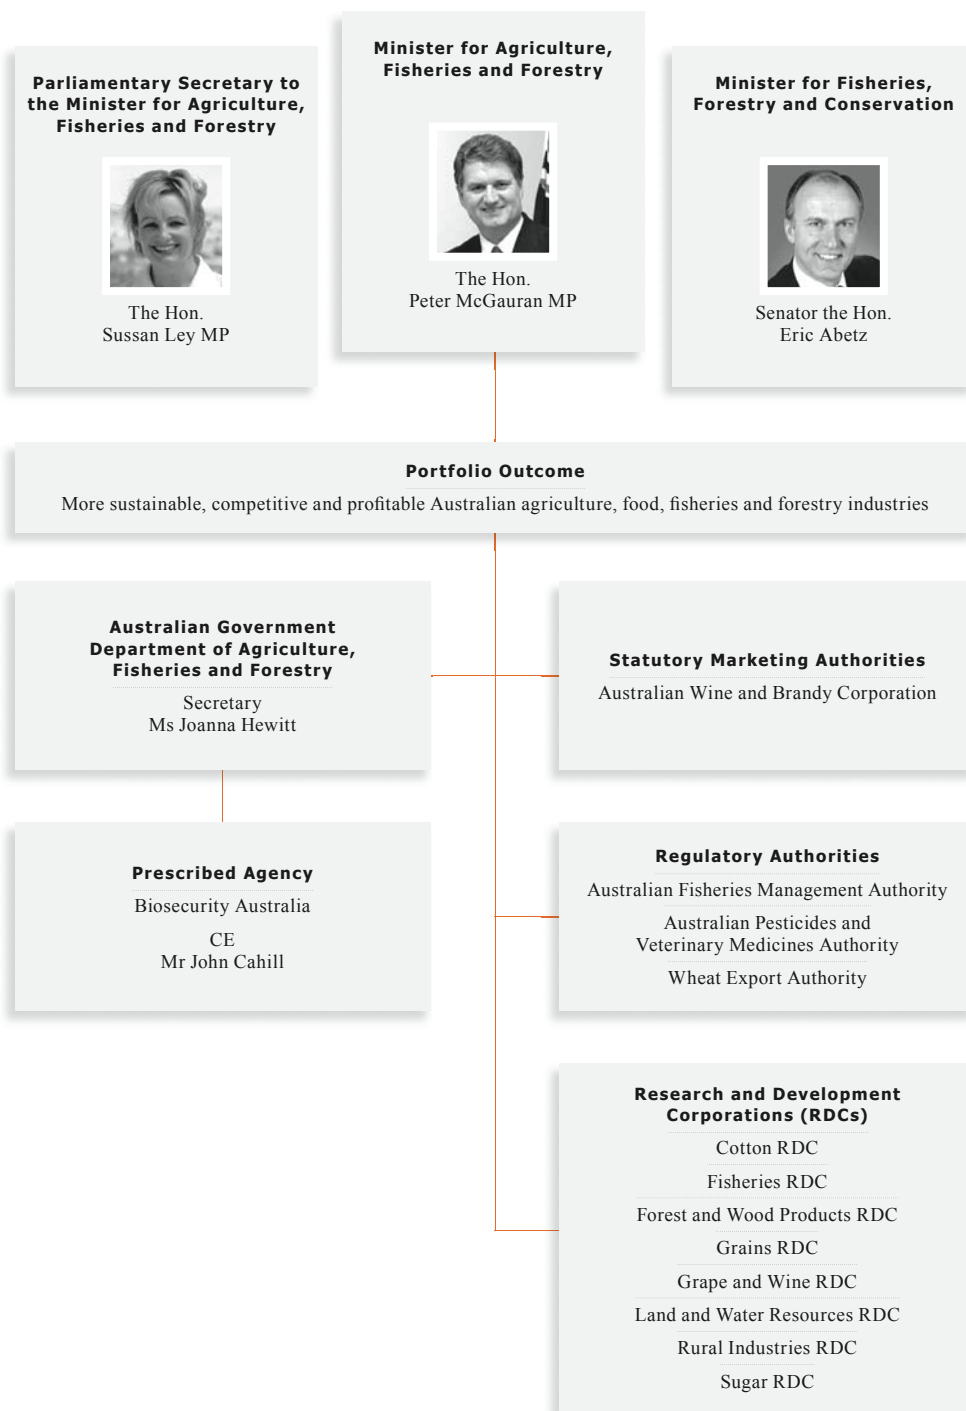 Parliamentary Secretary to
the Minister for Agriculture,
Fisheries and Forestry
The Hon.
Sussan Ley MP
Minister for Agriculture,
Fisheries and Forestry
The Hon.
Peter McGauran MP
Minister for Fisheries,
Forestry and Conservation
Senator the Hon.
Eric Abetz
Portfolio Outcome
More sustainable, competitive and profitable Australian agriculture, food, fisheries and forestry industries
Australian Government
Department of Agriculture,
Fisheries and Forestry
Secretary
Ms Joanna Hewitt
Statutory Marketing Authorities
Australian Wine and Brandy Corporation
Prescribed Agency
Biosecurity Australia
CE
Mr John Cahill
Regulatory Authorities
Australian Fisheries Management Authority
Australian Pesticides and
Veterinary Medicines Authority
Wheat Export Authority
Research and Development
Corporations (RDCs)
Cotton RDC
Fisheries RDC
Forest and Wood Products RDC
Grains RDC
Grape and Wine RDC
Land and Water Resources RDC
Rural Industries RDC
Sugar RDC